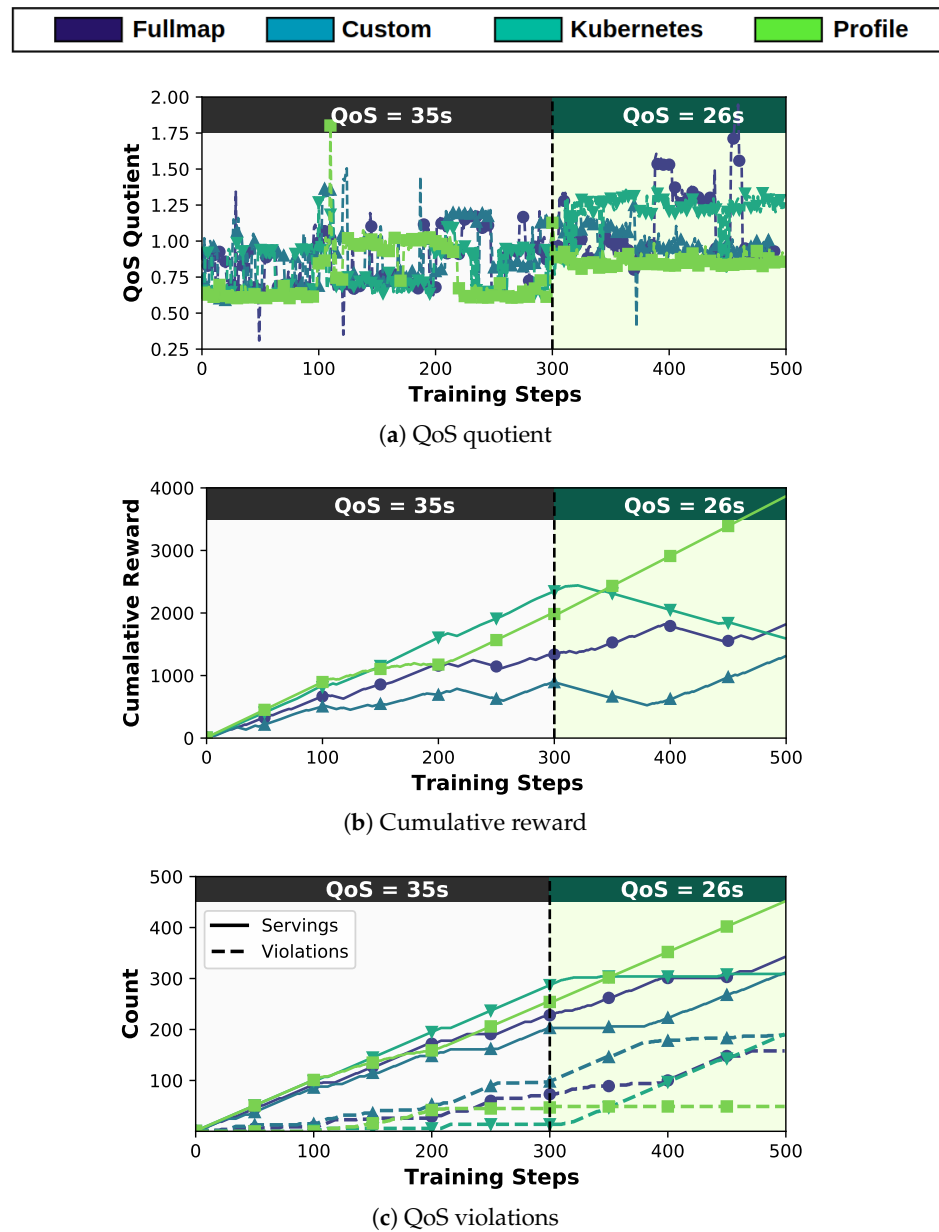 Fullmap Custom Kubernetes Profile
QoS = 35s QoS = 26s
2.00
1.75
1.50
1.25
1.00
0.75
0.50
0.25
QoS Quotient
0 100 200 300 400 500
Training Steps
(a) QoS quotient
QoS = 35s QoS = 26s
4000
3000
2000
1000
0
Cumalative Reward
0 100 200 300 400 500
Training Steps
(b) Cumulative reward
QoS = 35s QoS = 26s
Servings
Violations
500
400
300
200
100
Count
0 100 200 300 400 500
Training Steps
(c) QoS violations